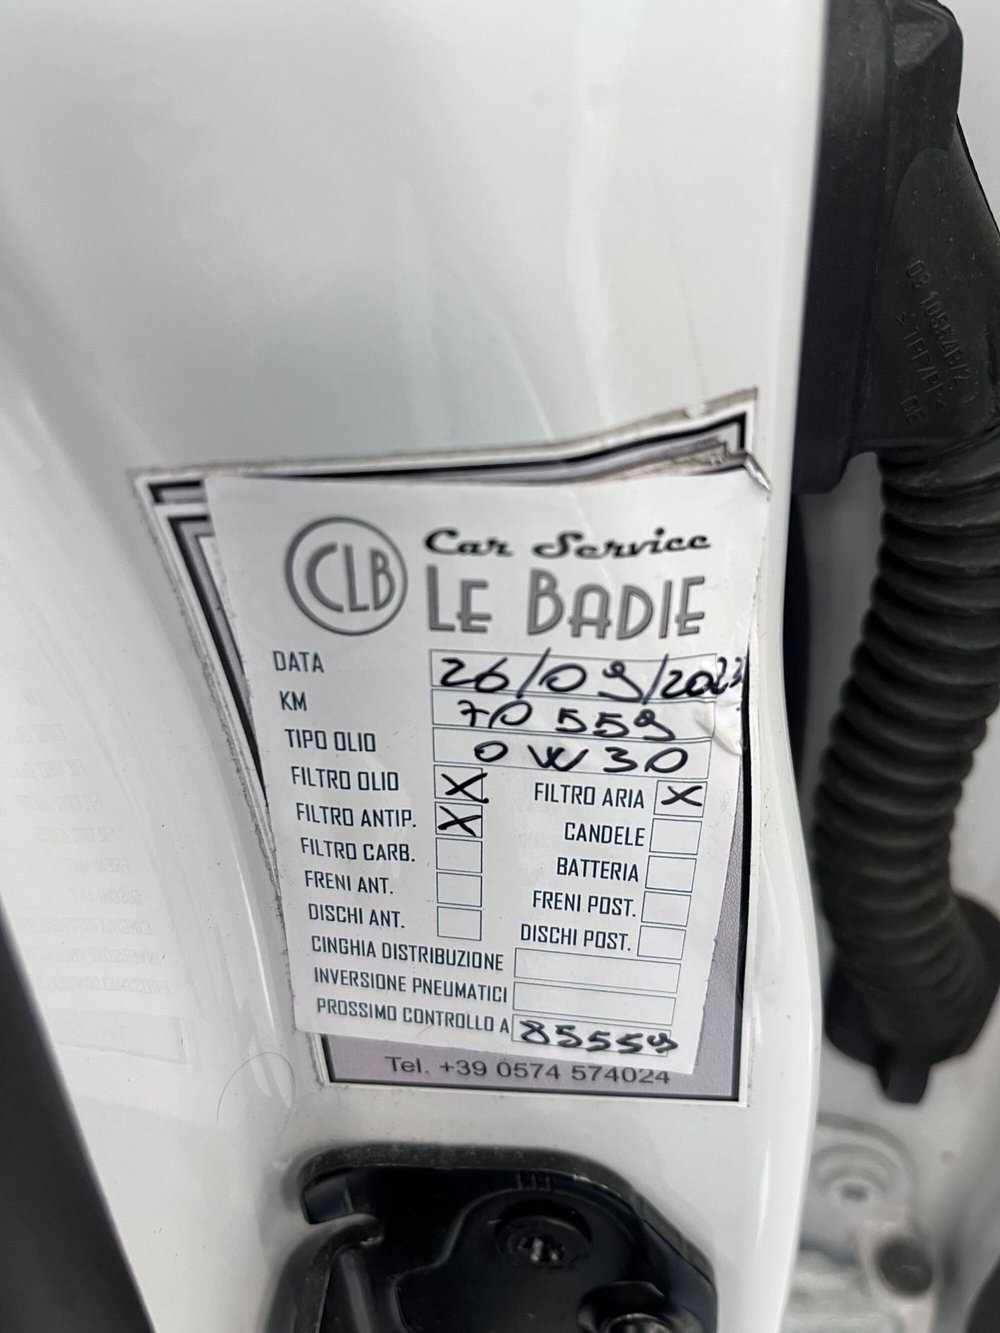 CLB
Car Service
LE BADIE
DATA 26/09/2023
KM 70 559
TIPO OLIO 0W30
FILTRO OLIO X FILTRO ARIA X
FILTRO ANTIP. X CANDELE
FILTRO CARB. BATTERIA
FRENI ANT. FRENI POST.
DISCHI ANT. DISCHI POST.
CINGHIA DISTRIBUZIONE
INVERSIONE PNEUMATICI
PROSSIMO CONTROLLO A 85559
Tel. +39 0574 574024
DE